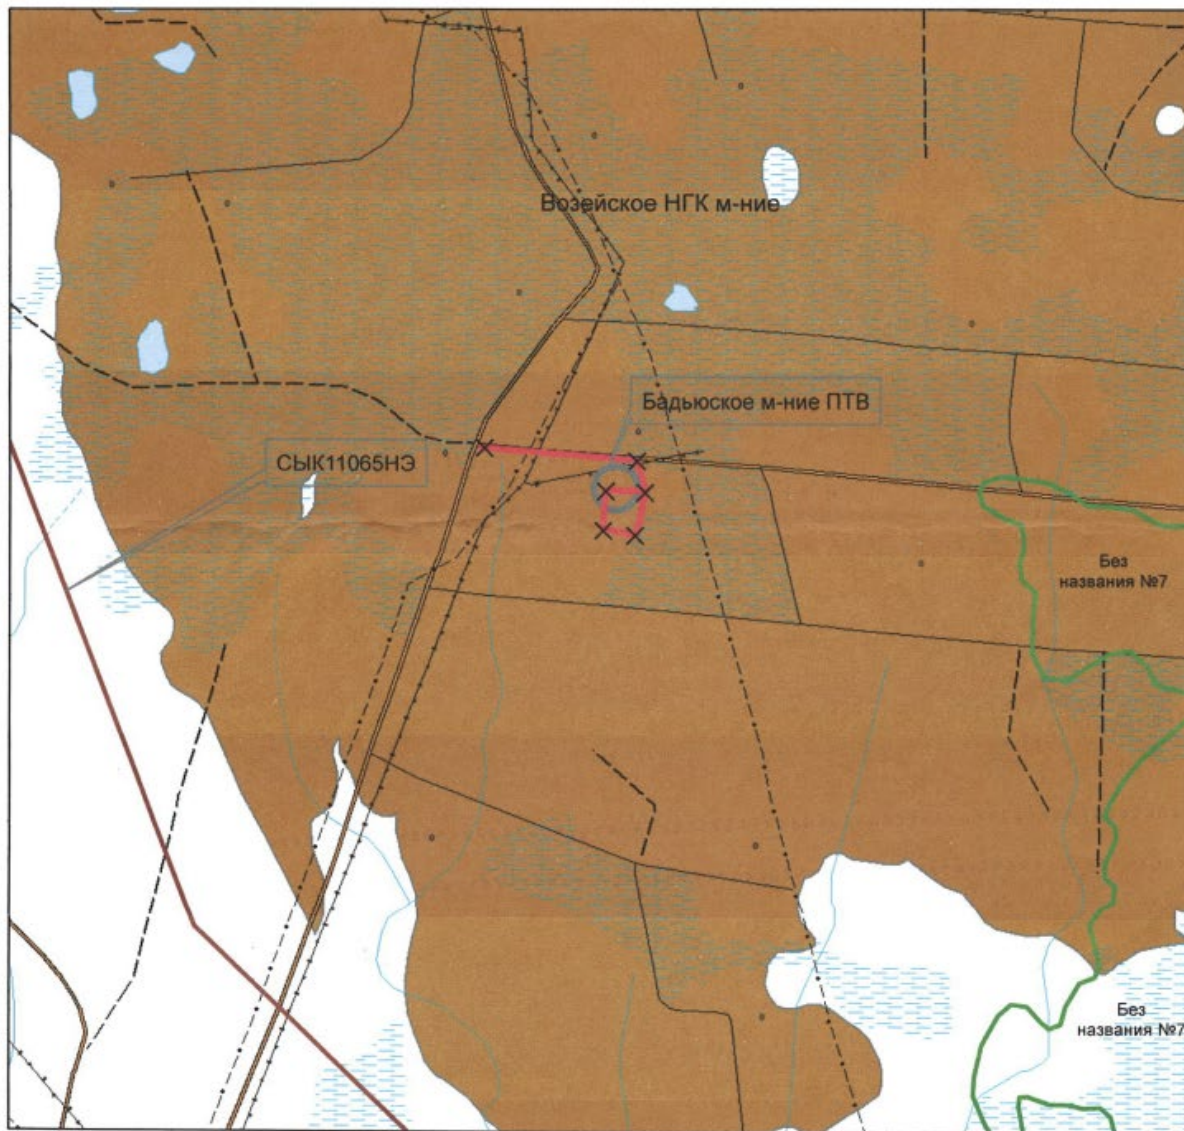 Возейское НГК м-ние
Бадьюское м-ние ПТВ
СЫК11065НЭ
Без
названия №7
Без
названия №7